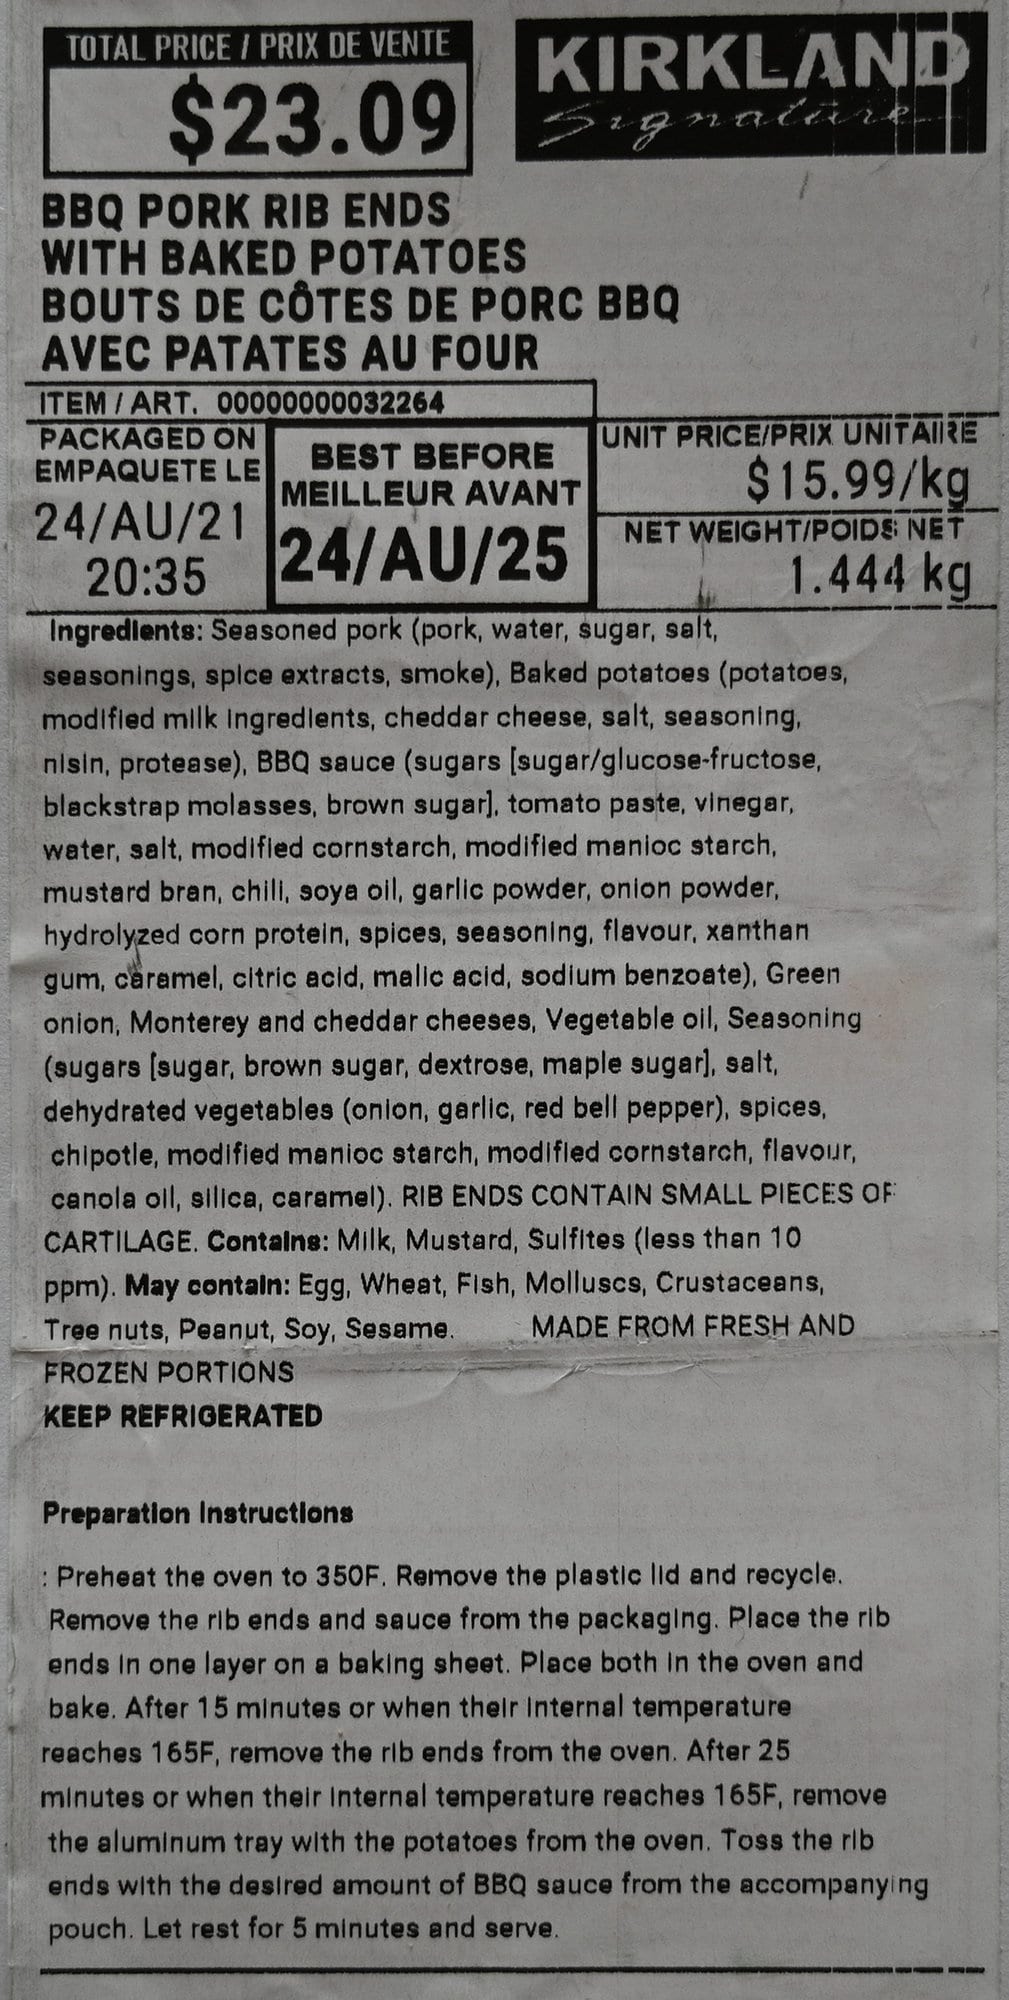 TOTAL PRICE / PRIX DE VENTE
$23.09
KIRKLAND
Signature
BBQ PORK RIB ENDS
WITH BAKED POTATOES
BOUTS DE CÔTES DE PORC BBQ
AVEC PATATES AU FOUR
ITEM / ART. 00000000032264
PACKAGED ON
EMPAQUETE LE
24/AU/21
20:35
BEST BEFORE
MEILLEUR AVANT
24/AU/25
UNIT PRICE/PRIX UNITAIRE
$15.99/kg
NET WEIGHT/POIDS NET
1.444 kg
Ingredients: Seasoned pork (pork, water, sugar, salt,
seasonings, spice extracts, smoke), Baked potatoes (potatoes,
modified milk ingredients, cheddar cheese, salt, seasoning,
nisin, protease), BBQ sauce (sugars [sugar/glucose-fructose,
blackstrap molasses, brown sugar], tomato paste, vinegar,
water, salt, modified cornstarch, modified manioc starch,
mustard bran, chili, soya oil, garlic powder, onion powder,
hydrolyzed corn protein, spices, seasoning, flavour, xanthan
gum, caramel, citric acid, malic acid, sodium benzoate), Green
onion, Monterey and cheddar cheeses, Vegetable oil, Seasoning
(sugars [sugar, brown sugar, dextrose, maple sugar], salt,
dehydrated vegetables (onion, garlic, red bell pepper), spices,
chipotle, modified manioc starch, modified cornstarch, flavour,
canola oil, silica, caramel). RIB ENDS CONTAIN SMALL PIECES OF
CARTILAGE. Contains: Milk, Mustard, Sulfites (less than 10
ppm). May contain: Egg, Wheat, Fish, Molluscs, Crustaceans,
Tree nuts, Peanut, Soy, Sesame. MADE FROM FRESH AND
FROZEN PORTIONS
KEEP REFRIGERATED
Preparation Instructions
: Preheat the oven to 350F. Remove the plastic lid and recycle.
Remove the rib ends and sauce from the packaging. Place the rib
ends in one layer on a baking sheet. Place both in the oven and
bake. After 15 minutes or when their internal temperature
reaches 165F, remove the rib ends from the oven. After 25
minutes or when their internal temperature reaches 165F, remove
the aluminum tray with the potatoes from the oven. Toss the rib
ends with the desired amount of BBQ sauce from the accompanying
pouch. Let rest for 5 minutes and serve.